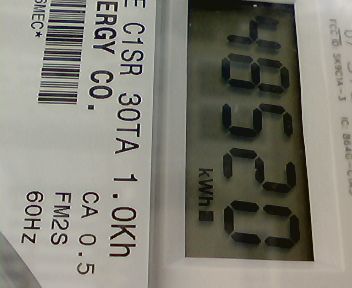 E C1SR 30TA 1.0Kh
ERGY CO.
CA 0.5
FM2S
60HZ
48520
kWh